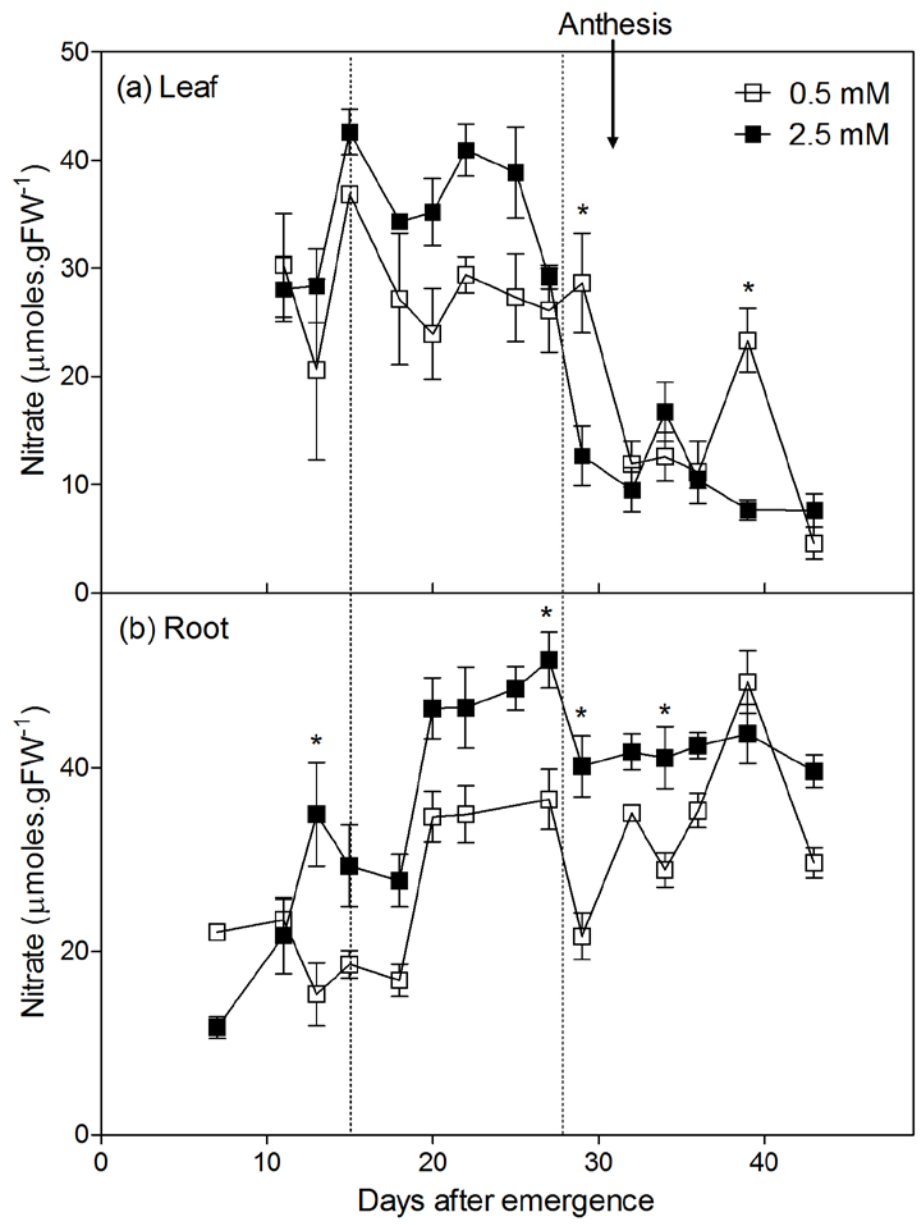 Anthesis
50
(a) Leaf
0.5 mM
2.5 mM
40
*
30
*
20
10
0
Nitrate (μmoles.gFW⁻¹)
(b) Root
*
*
*
*
40
20
0
Nitrate (μmoles.gFW⁻¹)
0 10 20 30 40
Days after emergence